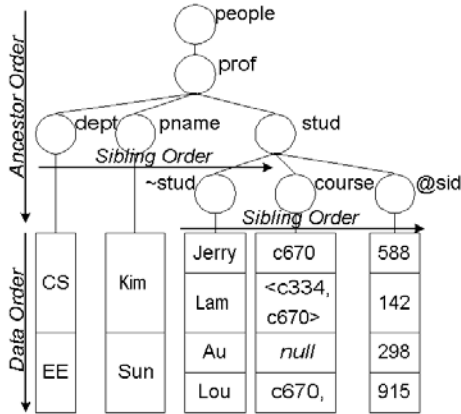 people
prof
dept pname stud
Sibling Order
~stud course @sid
Sibling Order
Ancestor Order
Data Order
CS Kim
EE Sun
Jerry c670 588
Lam <c334, 142
c670>
Au null 298
Lou c670, 915